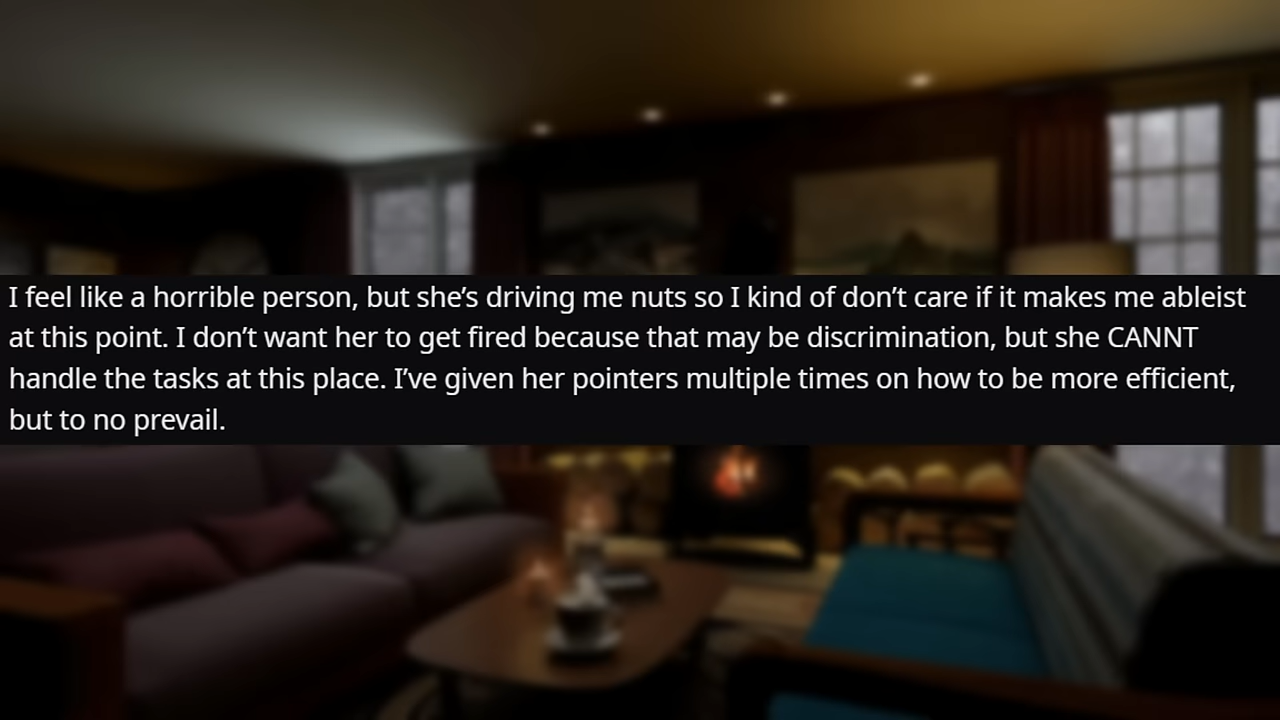 I feel like a horrible person, but she’s driving me nuts so I kind of don’t care if it makes me ableist
at this point. I don’t want her to get fired because that may be discrimination, but she CANNT
handle the tasks at this place. I’ve given her pointers multiple times on how to be more efficient,
but to no prevail.